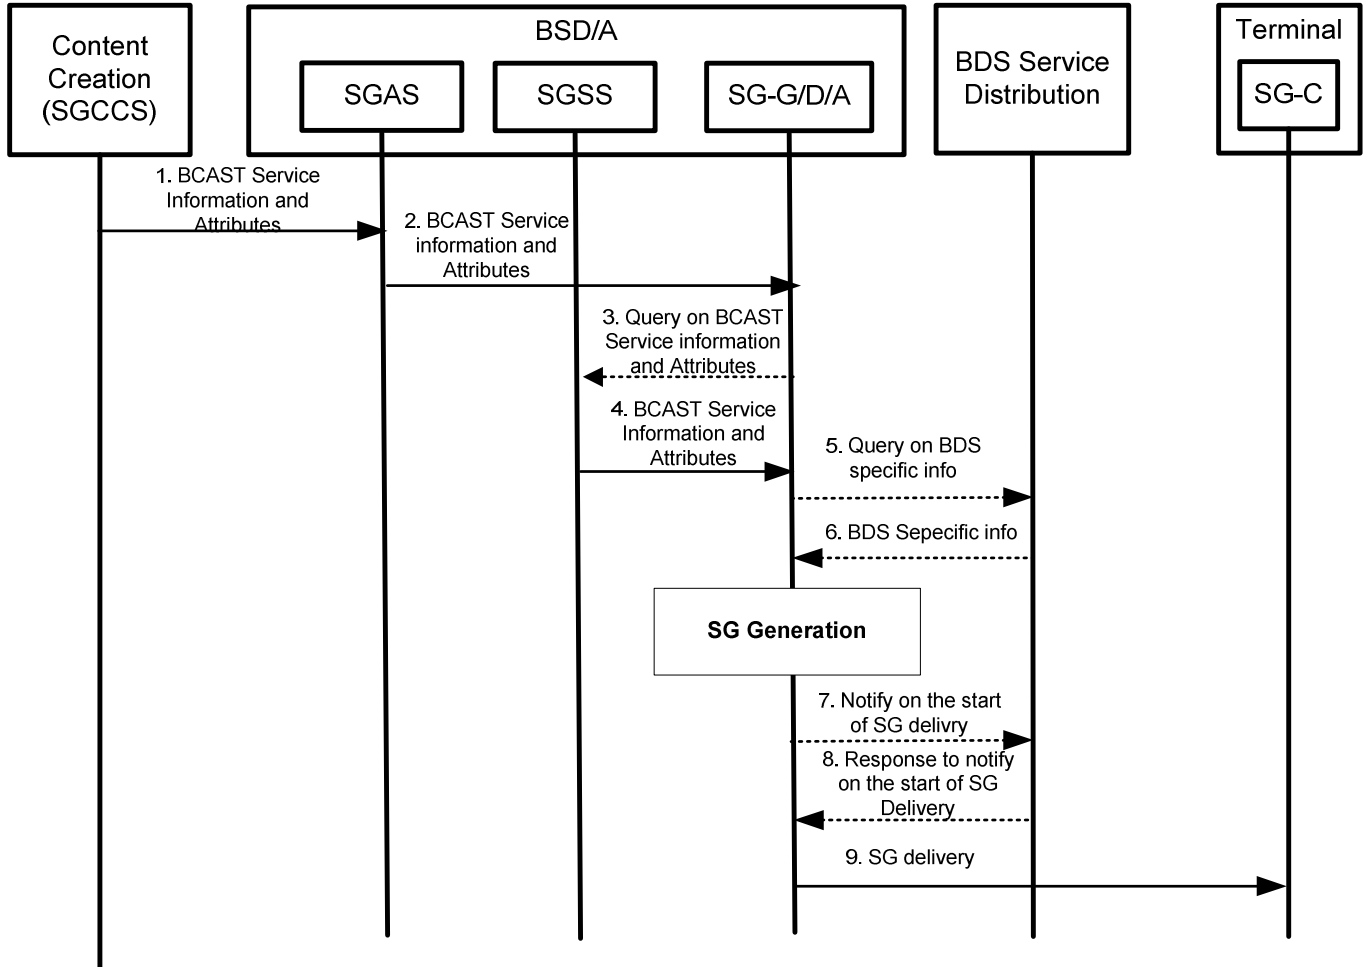 Content
Creation
(SGCCS)
BSD/A
SGAS
SGSS
SG-G/D/A
BDS Service
Distribution
Terminal
SG-C
1. BCAST Service
Information and
Attributes
2. BCAST Service
information and
Attributes
3. Query on BCAST
Service information
and Attributes
4. BCAST Service
Information and
Attributes
5. Query on BDS
specific info
6. BDS Sepecific info
SG Generation
7. Notify on the start
of SG delivry
8. Response to notify
on the start of SG
Delivery
9. SG delivery